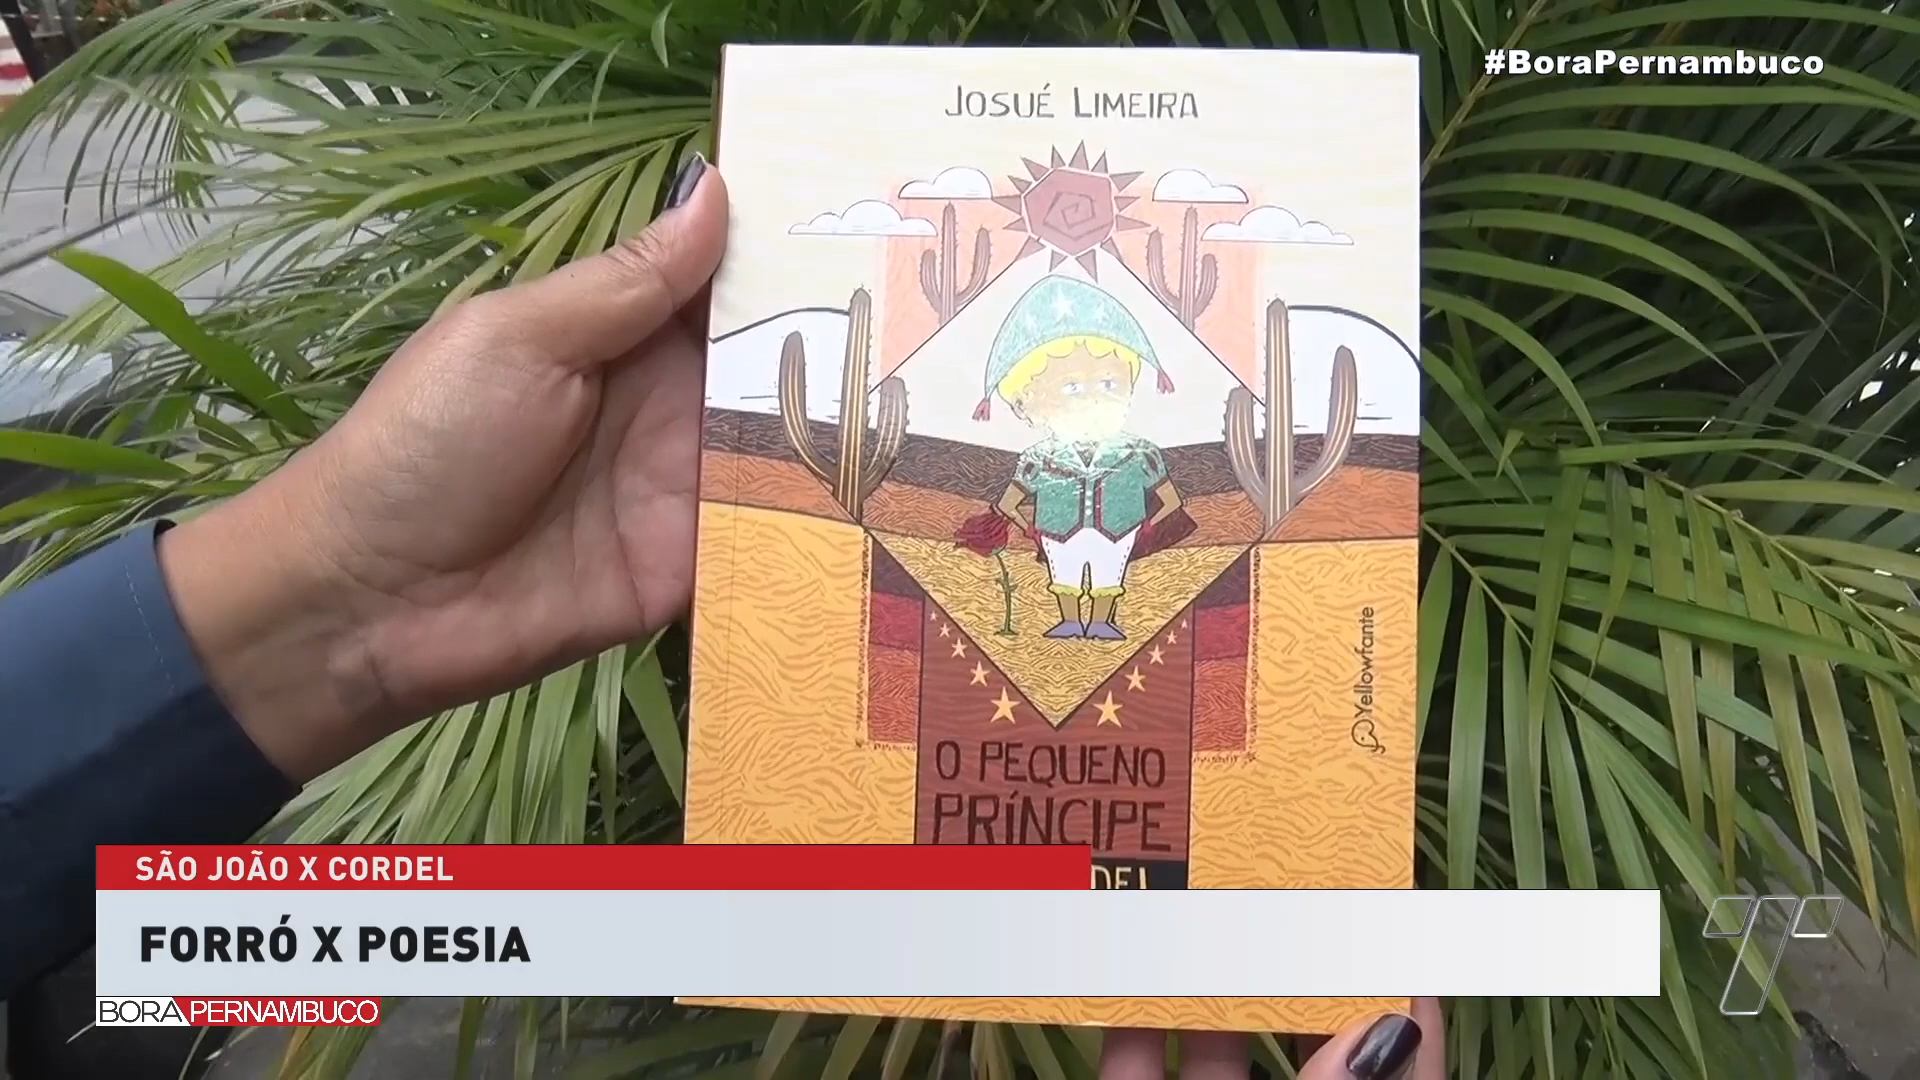 #BoraPernambuco
JOSUÉ LIMEIRA
Yellowfante
O PEQUENO
PRÍNCIPE
SÃO JOÃO X CORDEL
FORRÓ X POESIA
BORA PERNAMBUCO